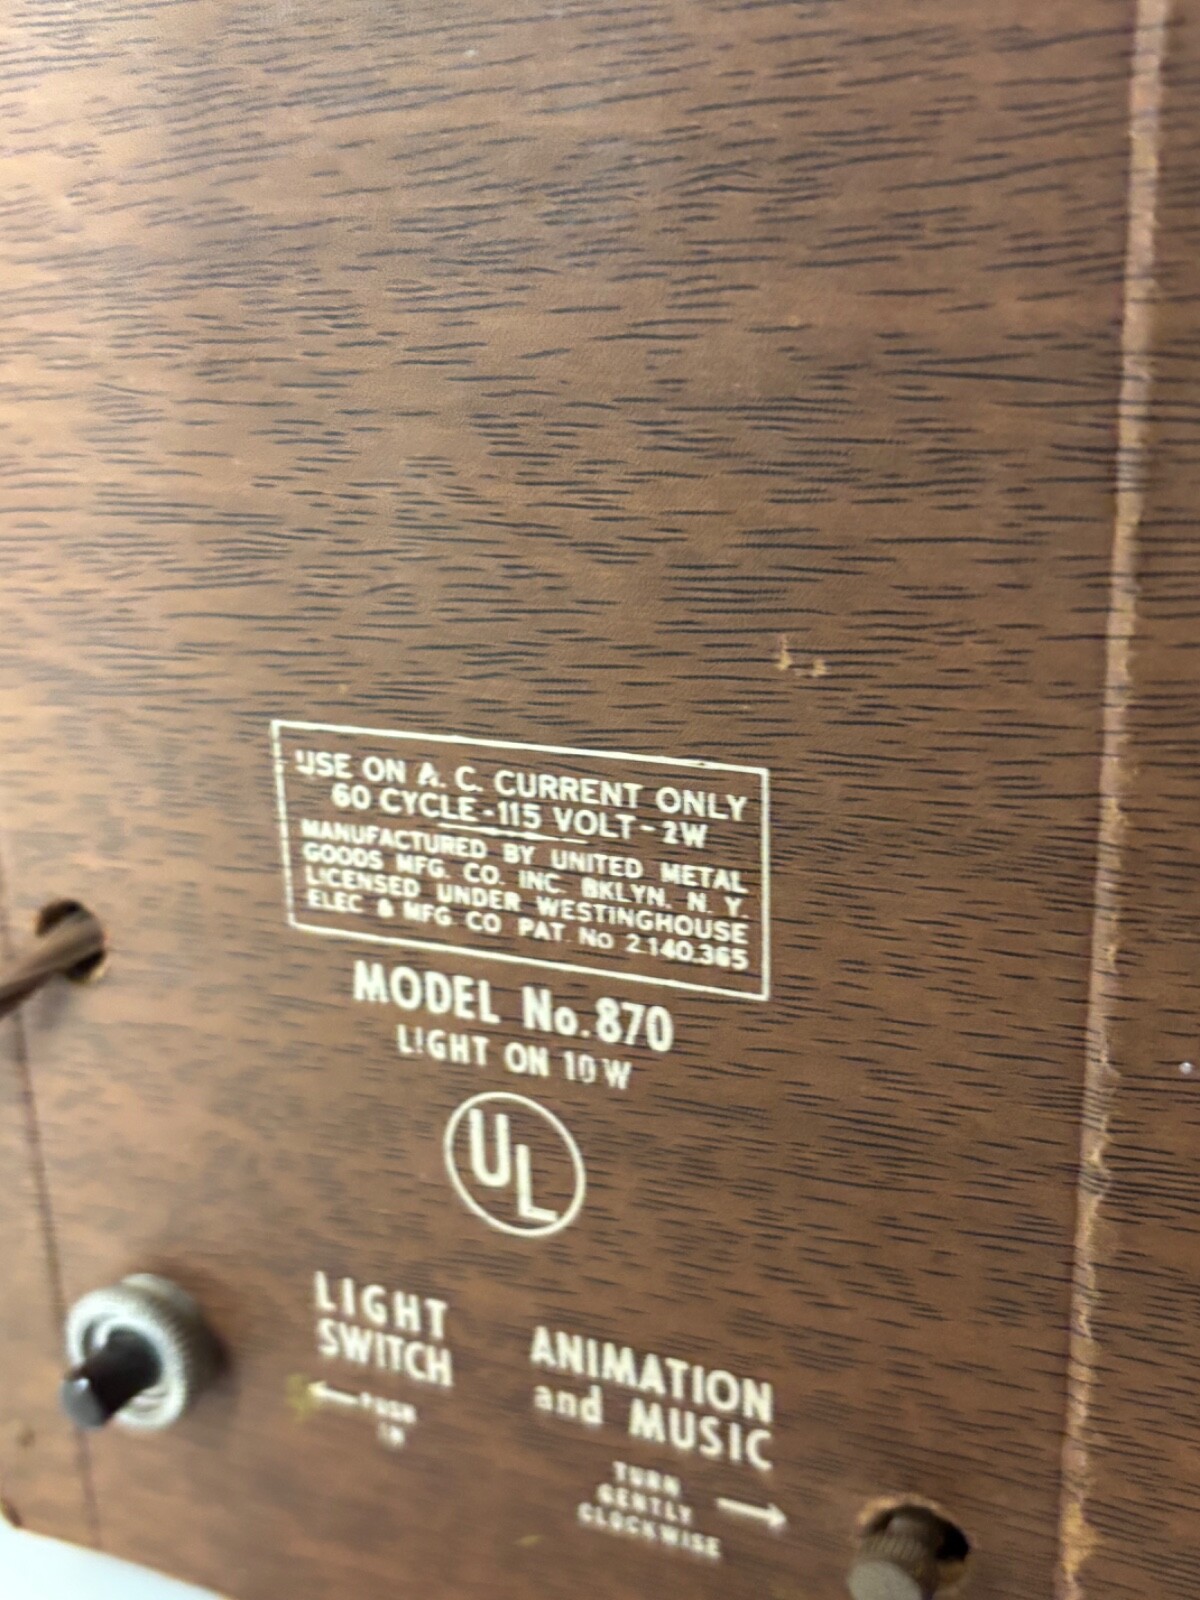 USE ON A. C. CURRENT ONLY
60 CYCLE - 115 VOLT - 2W
MANUFACTURED BY UNITED METAL
GOODS MFG. CO. INC. BKLYN. N. Y.
LICENSED UNDER WESTINGHOUSE
ELEC & MFG. CO PAT. No 2.140.365
MODEL No. 870
LIGHT ON 10 W
UL
LIGHT
SWITCH
PUSH
IN
ANIMATION
and MUSIC
TURN
GENTLY
CLOCKWISE